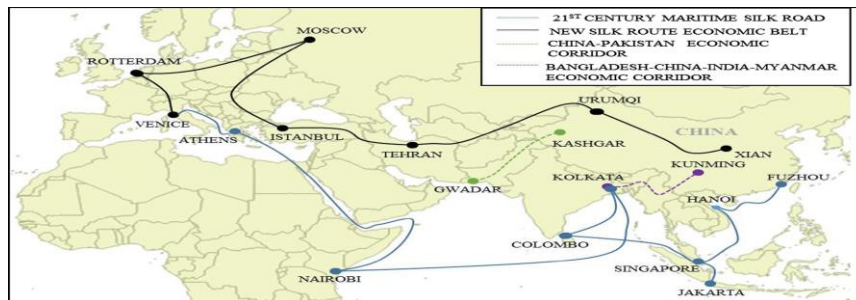 21ST CENTURY MARITIME SILK ROAD
NEW SILK ROUTE ECONOMIC BELT
CHINA-PAKISTAN ECONOMIC
CORRIDOR
BANGLADESH-CHINA-INDIA-MYANMAR
ECONOMIC CORRIDOR
MOSCOW
ROTTERDAM
URUMQI
VENICE
ATHENS
ISTANBUL
TEHRAN
KASHGAR
CHINA
XIAN
GWADAR
KOLKATA
KUNMING
FUZHOU
HANOI
COLOMBO
NAIROBI
SINGAPORE
JAKARTA